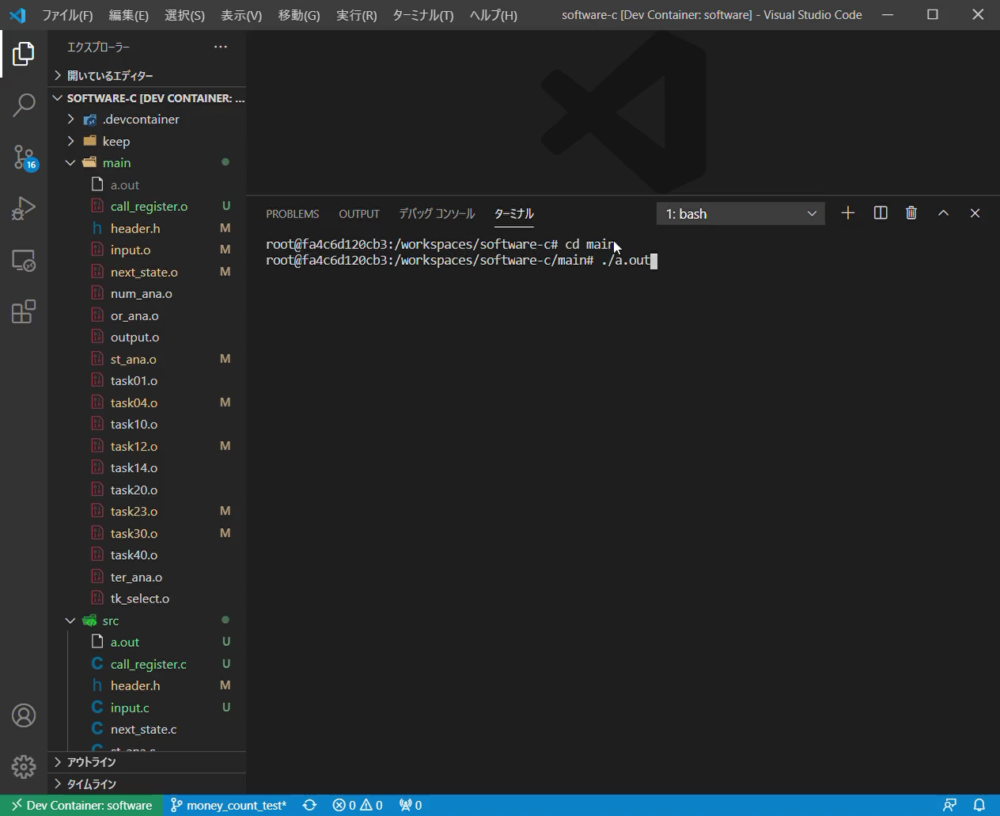 ファイル(F) 編集(E) 選択(S) 表示(V) 移動(G) 実行(R) ターミナル(T) ヘルプ(H) software-c [Dev Container: software] - Visual Studio Code
エクスプローラー
開いているエディター
SOFTWARE-C [DEV CONTAINER: ...
.devcontainer
keep
main
a.out
call_register.o U
header.h M
input.o M
next_state.o M
num_ana.o
or_ana.o
output.o
st_ana.o M
task01.o
task04.o M
task10.o
task12.o M
task14.o
task20.o
task23.o M
task30.o M
task40.o
ter_ana.o
tk_select.o
src
a.out U
call_register.c U
header.h M
input.c U
next_state.c
st_ana.c
アウトライン
タイムライン
16
PROBLEMS OUTPUT デバッグ コンソール ターミナル 1: bash
root@fa4c6d120cb3:/workspaces/software-c# cd main
root@fa4c6d120cb3:/workspaces/software-c/main# ./a.out
Dev Container: software money_count_test* 0 0 0